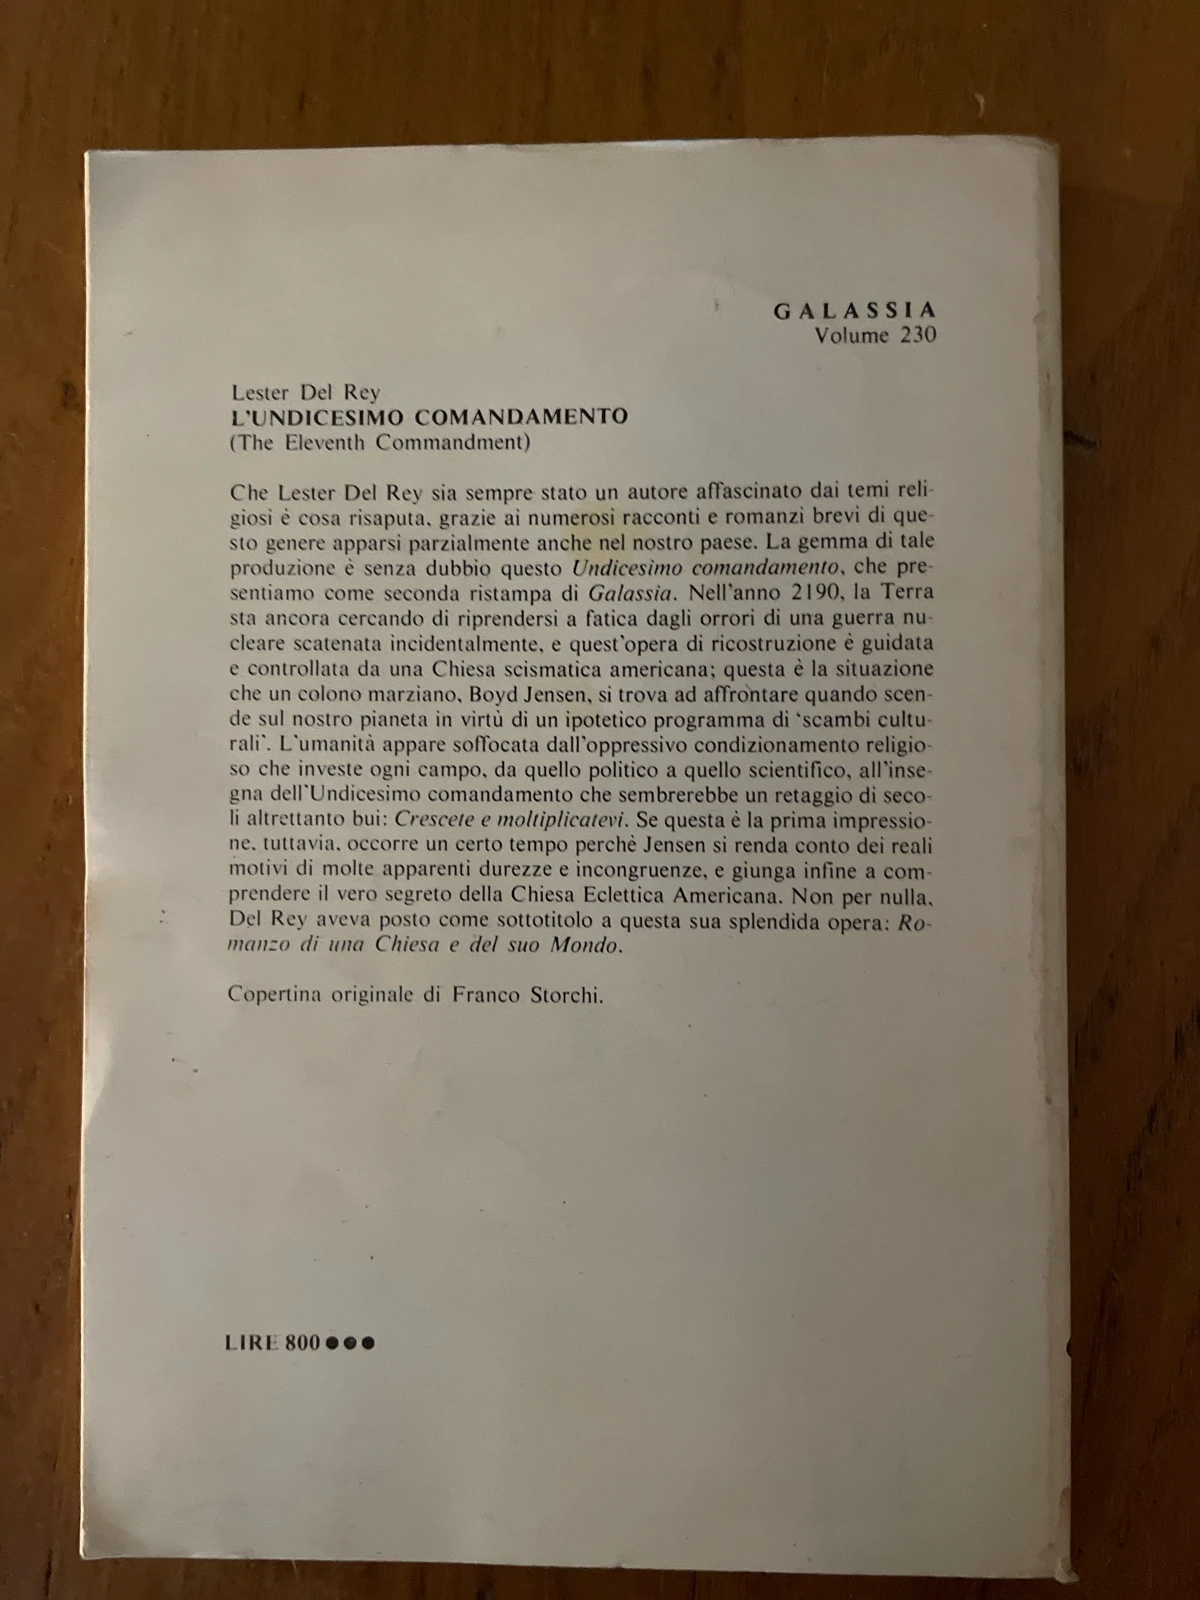 GALASSIA
Volume 230
Lester Del Rey
L'UNDICESIMO COMANDAMENTO
(The Eleventh Commandment)
Che Lester Del Rey sia sempre stato un autore affascinato dai temi reli-
giosi è cosa risaputa, grazie ai numerosi racconti e romanzi brevi di que-
sto genere apparsi parzialmente anche nel nostro paese. La gemma di tale
produzione è senza dubbio questo Undicesimo comandamento, che pre-
sentiamo come seconda ristampa di Galassia. Nell'anno 2190, la Terra
sta ancora cercando di riprendersi a fatica dagli orrori di una guerra nu-
cleare scatenata incidentalmente, e quest'opera di ricostruzione è guidata
e controllata da una Chiesa scismatica americana; questa è la situazione
che un colono marziano, Boyd Jensen, si trova ad affrontare quando scen-
de sul nostro pianeta in virtù di un ipotetico programma di 'scambi cultu-
rali'. L'umanità appare soffocata dall'oppressivo condizionamento religio-
so che investe ogni campo, da quello politico a quello scientifico, all'inse-
gna dell'Undicesimo comandamento che sembrerebbe un retaggio di seco-
li altrettanto bui: Crescete e moltiplicatevi. Se questa è la prima impressio-
ne, tuttavia, occorre un certo tempo perchè Jensen si renda conto dei reali
motivi di molte apparenti durezze e incongruenze, e giunga infine a com-
prendere il vero segreto della Chiesa Eclettica Americana. Non per nulla,
Del Rey aveva posto come sottotitolo a questa sua splendida opera: Ro-
manzo di una Chiesa e del suo Mondo.
Copertina originale di Franco Storchi.
LIRE 800●●●